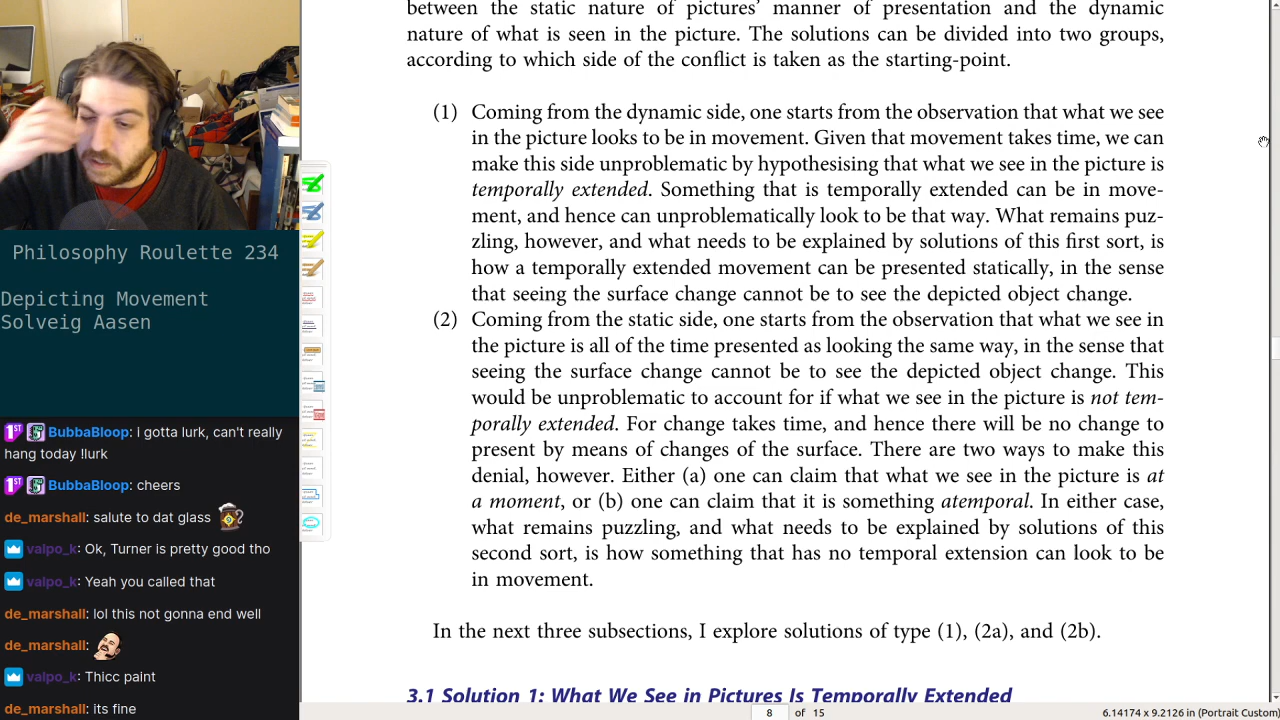 between the static nature of pictures' manner of presentation and the dynamic
nature of what is seen in the picture. The solutions can be divided into two groups,
according to which side of the conflict is taken as the starting-point.
(1) Coming from the dynamic side, one starts from the observation that what we see
in the picture looks to be in movement. Given that movement takes time, we can
make this look unproblematic by hypothesizing that what we see in the picture is
temporally extended. Something that is temporally extended can be in move-
ment, and hence can unproblematically look to be that way. What remains puz-
zling, however, and what needs to be explained by solutions of this first sort, is
how a temporally extended movement can be presented statically, in the sense
that seeing the surface change cannot be to see the depicted object change.
(2) Coming from the static side, one starts from the observation that what we see in
the picture is all of the time presented as looking the same way, in the sense that
seeing the surface change cannot be to see the depicted object change. This
would be unproblematic to account for if what we see in the picture is not tem-
porally extended. For change takes time, and hence there will be no change to
present by means of changes in the surface. There are two ways to make this
denial, however. Either (a) one can claim that what we see in the picture is a
moment, or (b) one can claim that it is something atemporal. In either case,
what remains puzzling, and needs to be explained by solutions of this
second sort, is how something that has no temporal extension can look to be
in movement.
In the next three subsections, I explore solutions of type (1), (2a), and (2b).
3.1 Solution 1: What We See in Pictures Is Temporally Extended
8 of 15
6.14174 x 9.2126 in (Portrait Custom)
Philosophy Roulette 234
Depicting Movement
Solveig Aasen
BubbaBloop: I gotta lurk, can't really
hang today !lurk
BubbaBloop: cheers
de_marshall: salute to dat glass
valpo_k: Ok, Turner is pretty good tho
valpo_k: Yeah you called that
de_marshall: lol this not gonna end well
de_marshall:
valpo_k: Thicc paint
de_marshall: its fine